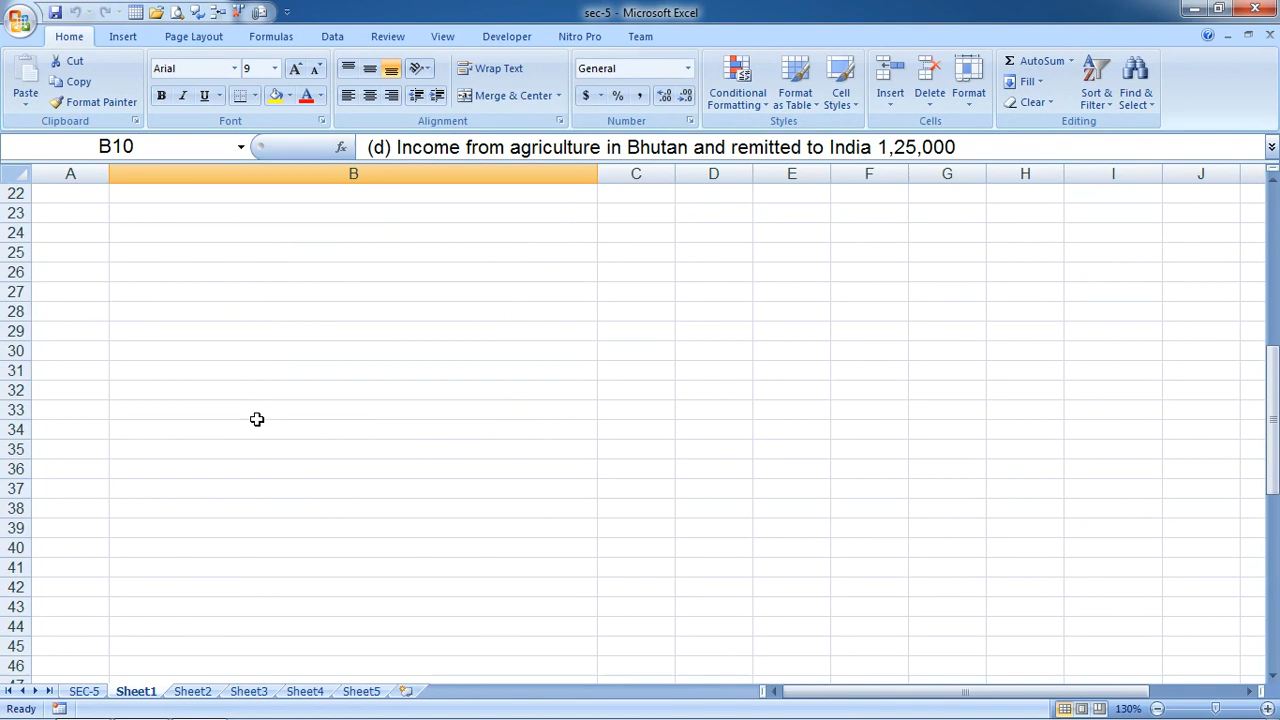 sec-5 - Microsoft Excel
Home Insert Page Layout Formulas Data Review View Developer Nitro Pro Team
Paste Cut Copy Format Painter Clipboard
Arial 9 A A B I U A Font
Wrap Text Merge & Center Alignment
General $ % , .0 .00 .00 .0 Number
Conditional Formatting Format as Table Cell Styles Styles
Insert Delete Format Cells
Σ AutoSum Fill Clear Sort & Filter Find & Select Editing
B10 fx (d) Income from agriculture in Bhutan and remitted to India 1,25,000
A B C D E F G H I J
22
23
24
25
26
27
28
29
30
31
32
33
34
35
36
37
38
39
40
41
42
43
44
45
46
SEC-5 Sheet1 Sheet2 Sheet3 Sheet4 Sheet5
Ready 130%